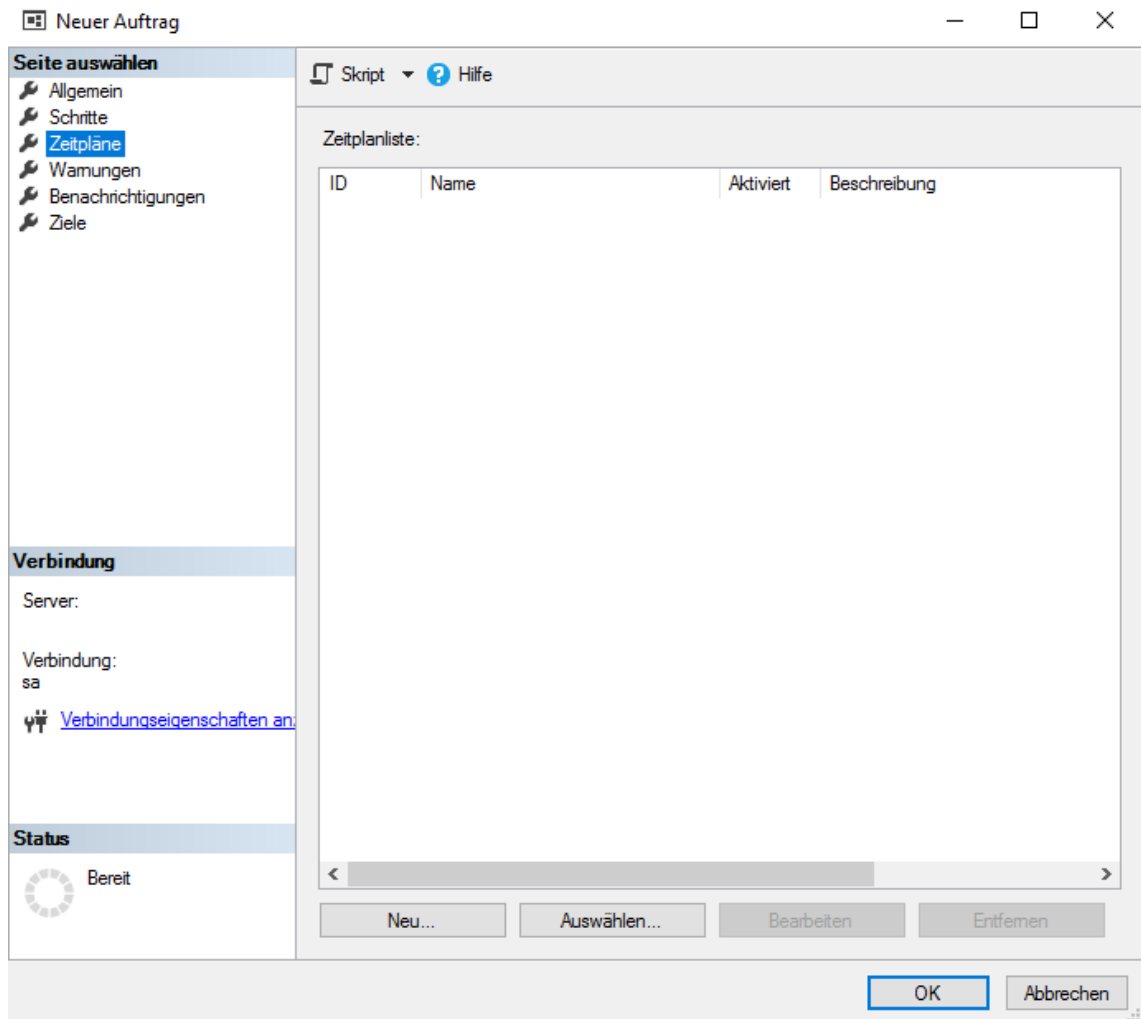 Neuer Auftrag
Seite auswählen
Allgemein
Schritte
Zeitpläne
Warnungen
Benachrichtigungen
Ziele
Skript
Hilfe
Zeitplanliste:
ID Name Aktiviert Beschreibung
Verbindung
Server:
Verbindung:
sa
Verbindungseigenschaften an
Status
Bereit
Neu... Auswählen... Bearbeiten Entfernen
OK Abbrechen